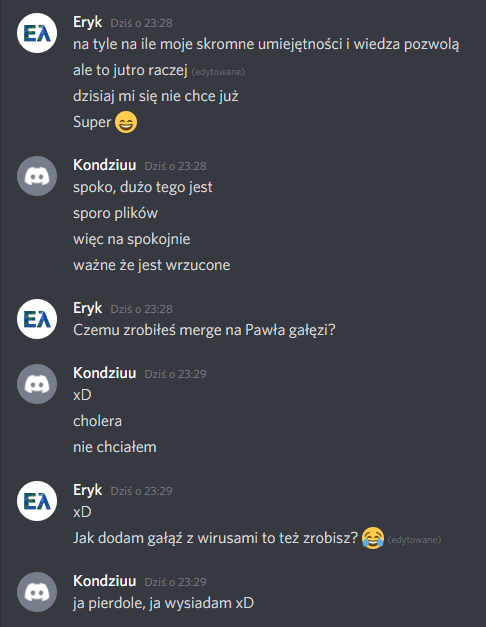 Eryk Dziś o 23:28
na tyle na ile moje skromne umiejętności i wiedza pozwolą
ale to jutro raczej (edytowane)
dzisiaj mi się nie chce już
Super 😄
Kondziuu Dziś o 23:28
spoko, dużo tego jest
sporo plików
więc na spokojnie
ważne że jest wrzucone
Eryk Dziś o 23:28
Czemu zrobiłeś merge na Pawła gałęzi?
Kondziuu Dziś o 23:29
xD
cholera
nie chciałem
Eryk Dziś o 23:29
xD
Jak dodam gałąź z wirusami to też zrobisz? 😂 (edytowane)
Kondziuu Dziś o 23:29
ja pierdole, ja wysiadam xD